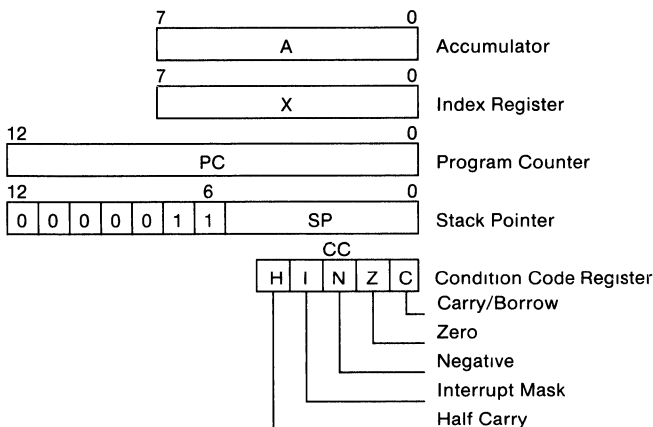 7 0
A Accumulator
7 0
X Index Register
12 0
PC Program Counter
12 6 0
0 0 0 0 0 1 1 SP Stack Pointer
CC
H I N Z C Condition Code Register
Carry/Borrow
Zero
Negative
Interrupt Mask
Half Carry